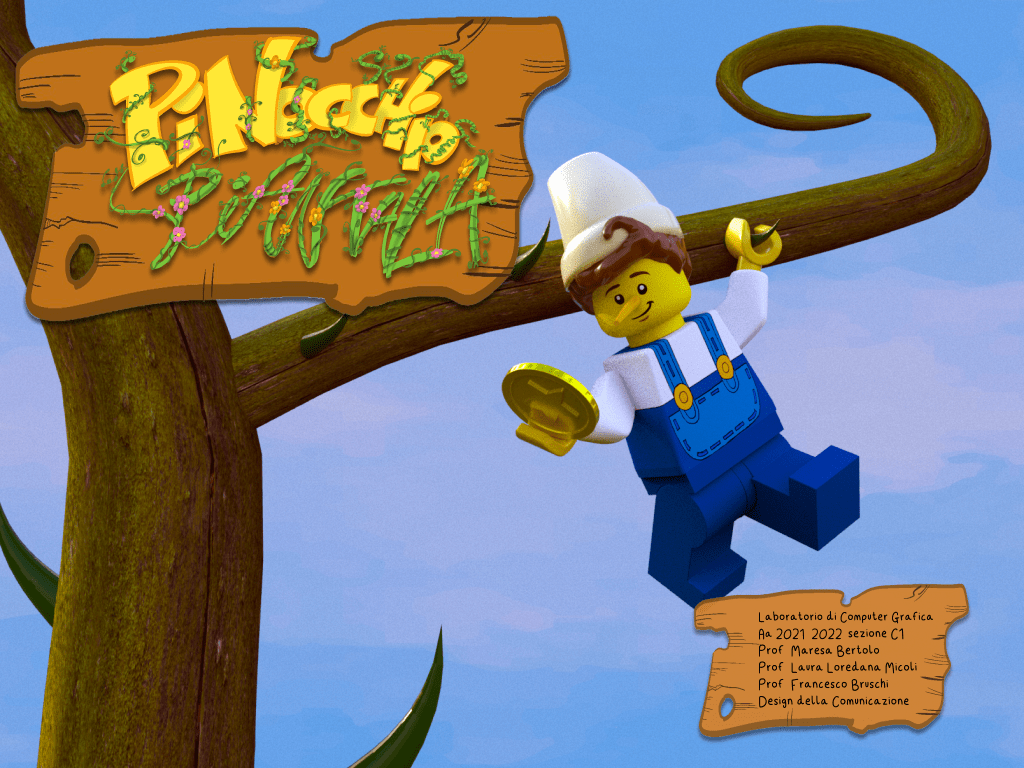 PiNocchio
PiANTALA
Laboratorio di Computer Grafica
Aa 2021 2022 sezione C1
Prof Maresa Bertolo
Prof Laura Loredana Micoli
Prof Francesco Bruschi
Design della Comunicazione